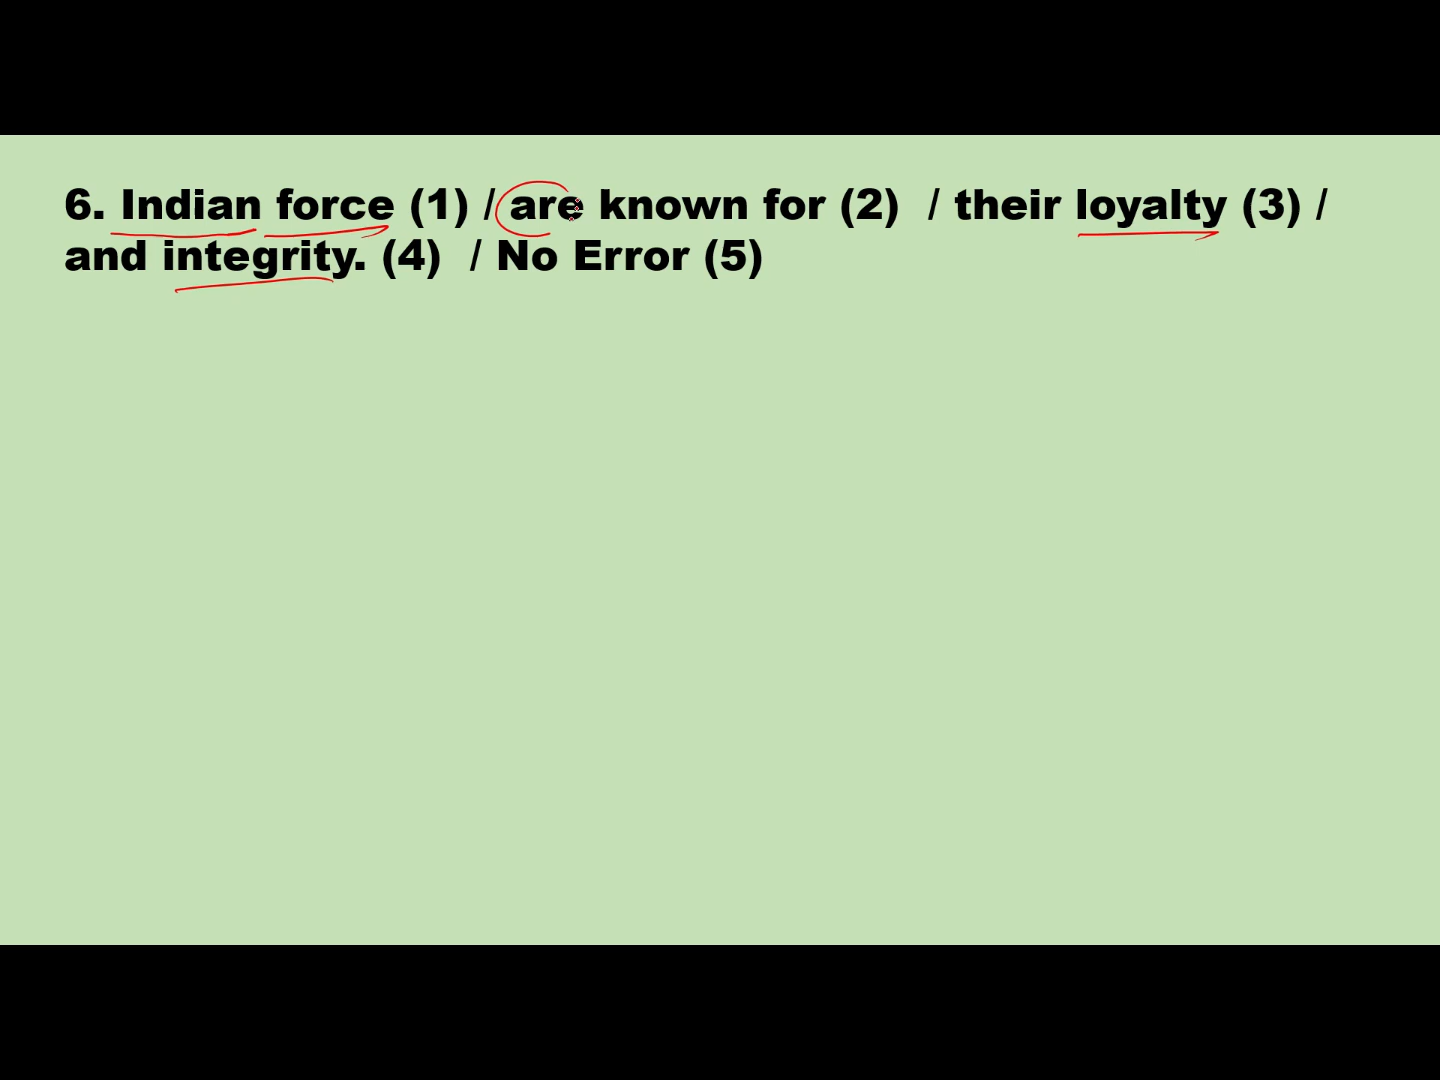 6. Indian force (1) / are known for (2) / their loyalty (3) /
and integrity. (4) / No Error (5)